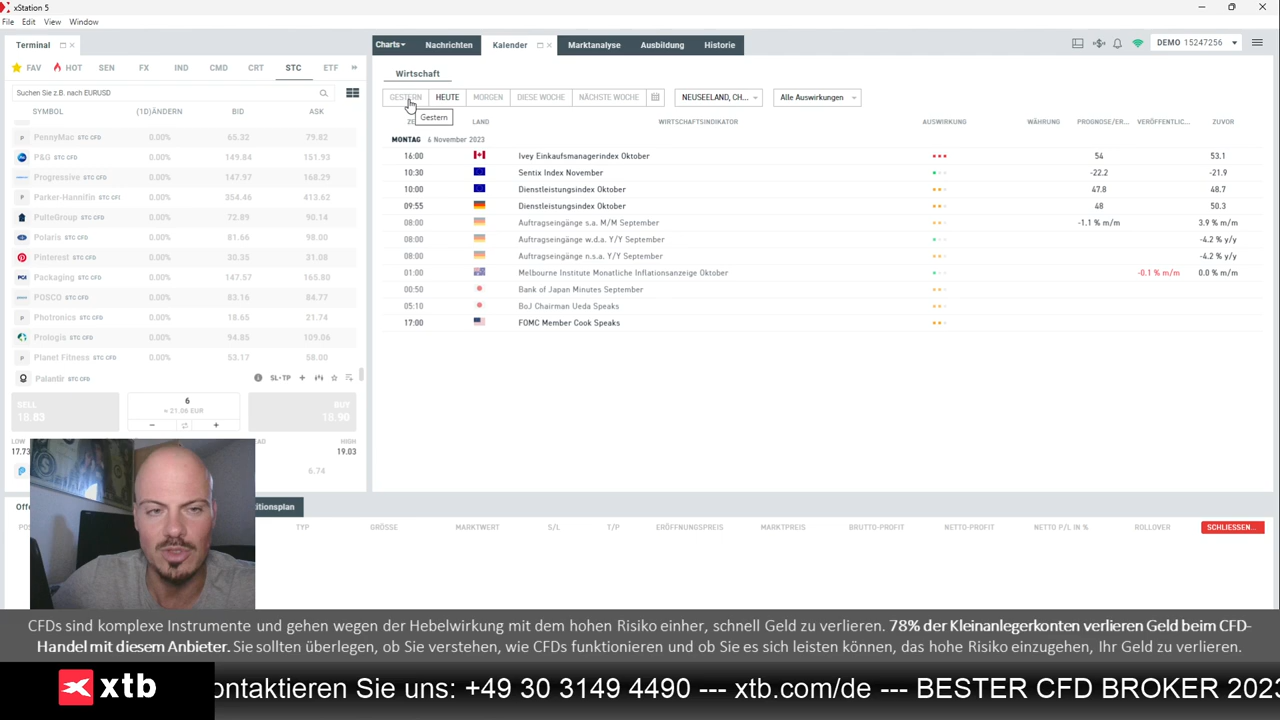 xStation 5
File Edit View Window
Terminal
Charts Nachrichten Kalender Marktanalyse Ausbildung Historie
DEMO 15247256
FAV HOT SEN FX IND CMD CRT STC ETF
Wirtschaft
Suchen Sie z.B. nach EURUSD
GESTERN HEUTE MORGEN DIESE WOCHE NÄCHSTE WOCHE NEUSEELAND, CH... Alle Auswirkungen
Gestern
SYMBOL (1D)ÄNDERN BID ASK
LAND WIRTSCHAFTSINDIKATOR AUSWIRKUNG WÄHRUNG PROGNOSE/ER... VERÖFFENTLIC... ZUVOR
MONTAG 6 November 2023
PennyMac STC CFD 0.00% 65.32 79.82
P&G STC CFD 0.00% 149.84 151.93
Progressive STC CFD 0.00% 147.97 168.29
Parker-Hannifin STC CFI 0.00% 354.46 413.62
PulteGroup STC CFD 0.00% 72.89 90.14
Polaris STC CFD 0.00% 81.66 98.00
Pinterest STC CFD 0.00% 30.35 31.08
Packaging STC CFD 0.00% 147.57 165.80
POSCO STC CFD 0.00% 83.16 84.77
Photronics STC CFD 0.00% 18.65 21.74
Prologis STC CFD 0.00% 84.35 109.06
Planet Fitness STC CFD 0.00% 53.17 58.00
Palantir STC CFD SL+TP
SELL 18.83
6
≈ 21.06 EUR
BUY 18.90
LOW HIGH
17.73 19.03
6.74
16:00 Ivey Einkaufsmanagerindex Oktober 54 53.1
10:30 Sentix Index November -22.2 -21.9
10:00 Dienstleistungsindex Oktober 47.8 48.7
09:55 Dienstleistungsindex Oktober 48 50.3
08:00 Auftragseingänge s.a. M/M September -1.1 % m/m 3.9 % m/m
08:00 Auftragseingänge w.d.a. Y/Y September -4.2 % y/y
08:00 Auftragseingänge n.s.a. Y/Y September -4.2 % y/y
01:00 Melbourne Institute Monatliche Inflationsanzeige Oktober -0.1 % m/m 0.0 % m/m
00:50 Bank of Japan Minutes September
05:10 BoJ Chairman Ueda Speaks
17:00 FOMC Member Cook Speaks
TYP GRÖSSE MARKTWERT S/L T/P ERÖFFNUNGSPREIS MARKTPREIS BRUTTO-PROFIT NETTO-PROFIT NETTO P/L IN % ROLLOVER SCHLIESSEN...
CFDs sind komplexe Instrumente und gehen wegen der Hebelwirkung mit dem hohen Risiko einher, schnell Geld zu verlieren. 78% der Kleinanlegerkonten verlieren Geld beim CFD-
Handel mit diesem Anbieter. Sie sollten überlegen, ob Sie verstehen, wie CFDs funktionieren und ob Sie es sich leisten können, das hohe Risiko einzugehen, Ihr Geld zu verlieren.
xtb ontaktieren Sie uns: +49 30 3149 4490 --- xtb.com/de --- BESTER CFD BROKER 2023